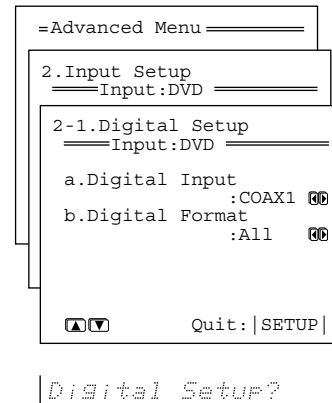 Advanced Menu
2.Input Setup
Input:DVD
2-1.Digital Setup
Input:DVD
a.Digital Input
:COAX1
b.Digital Format
:All
Quit:|SETUP|
Digital Setup?